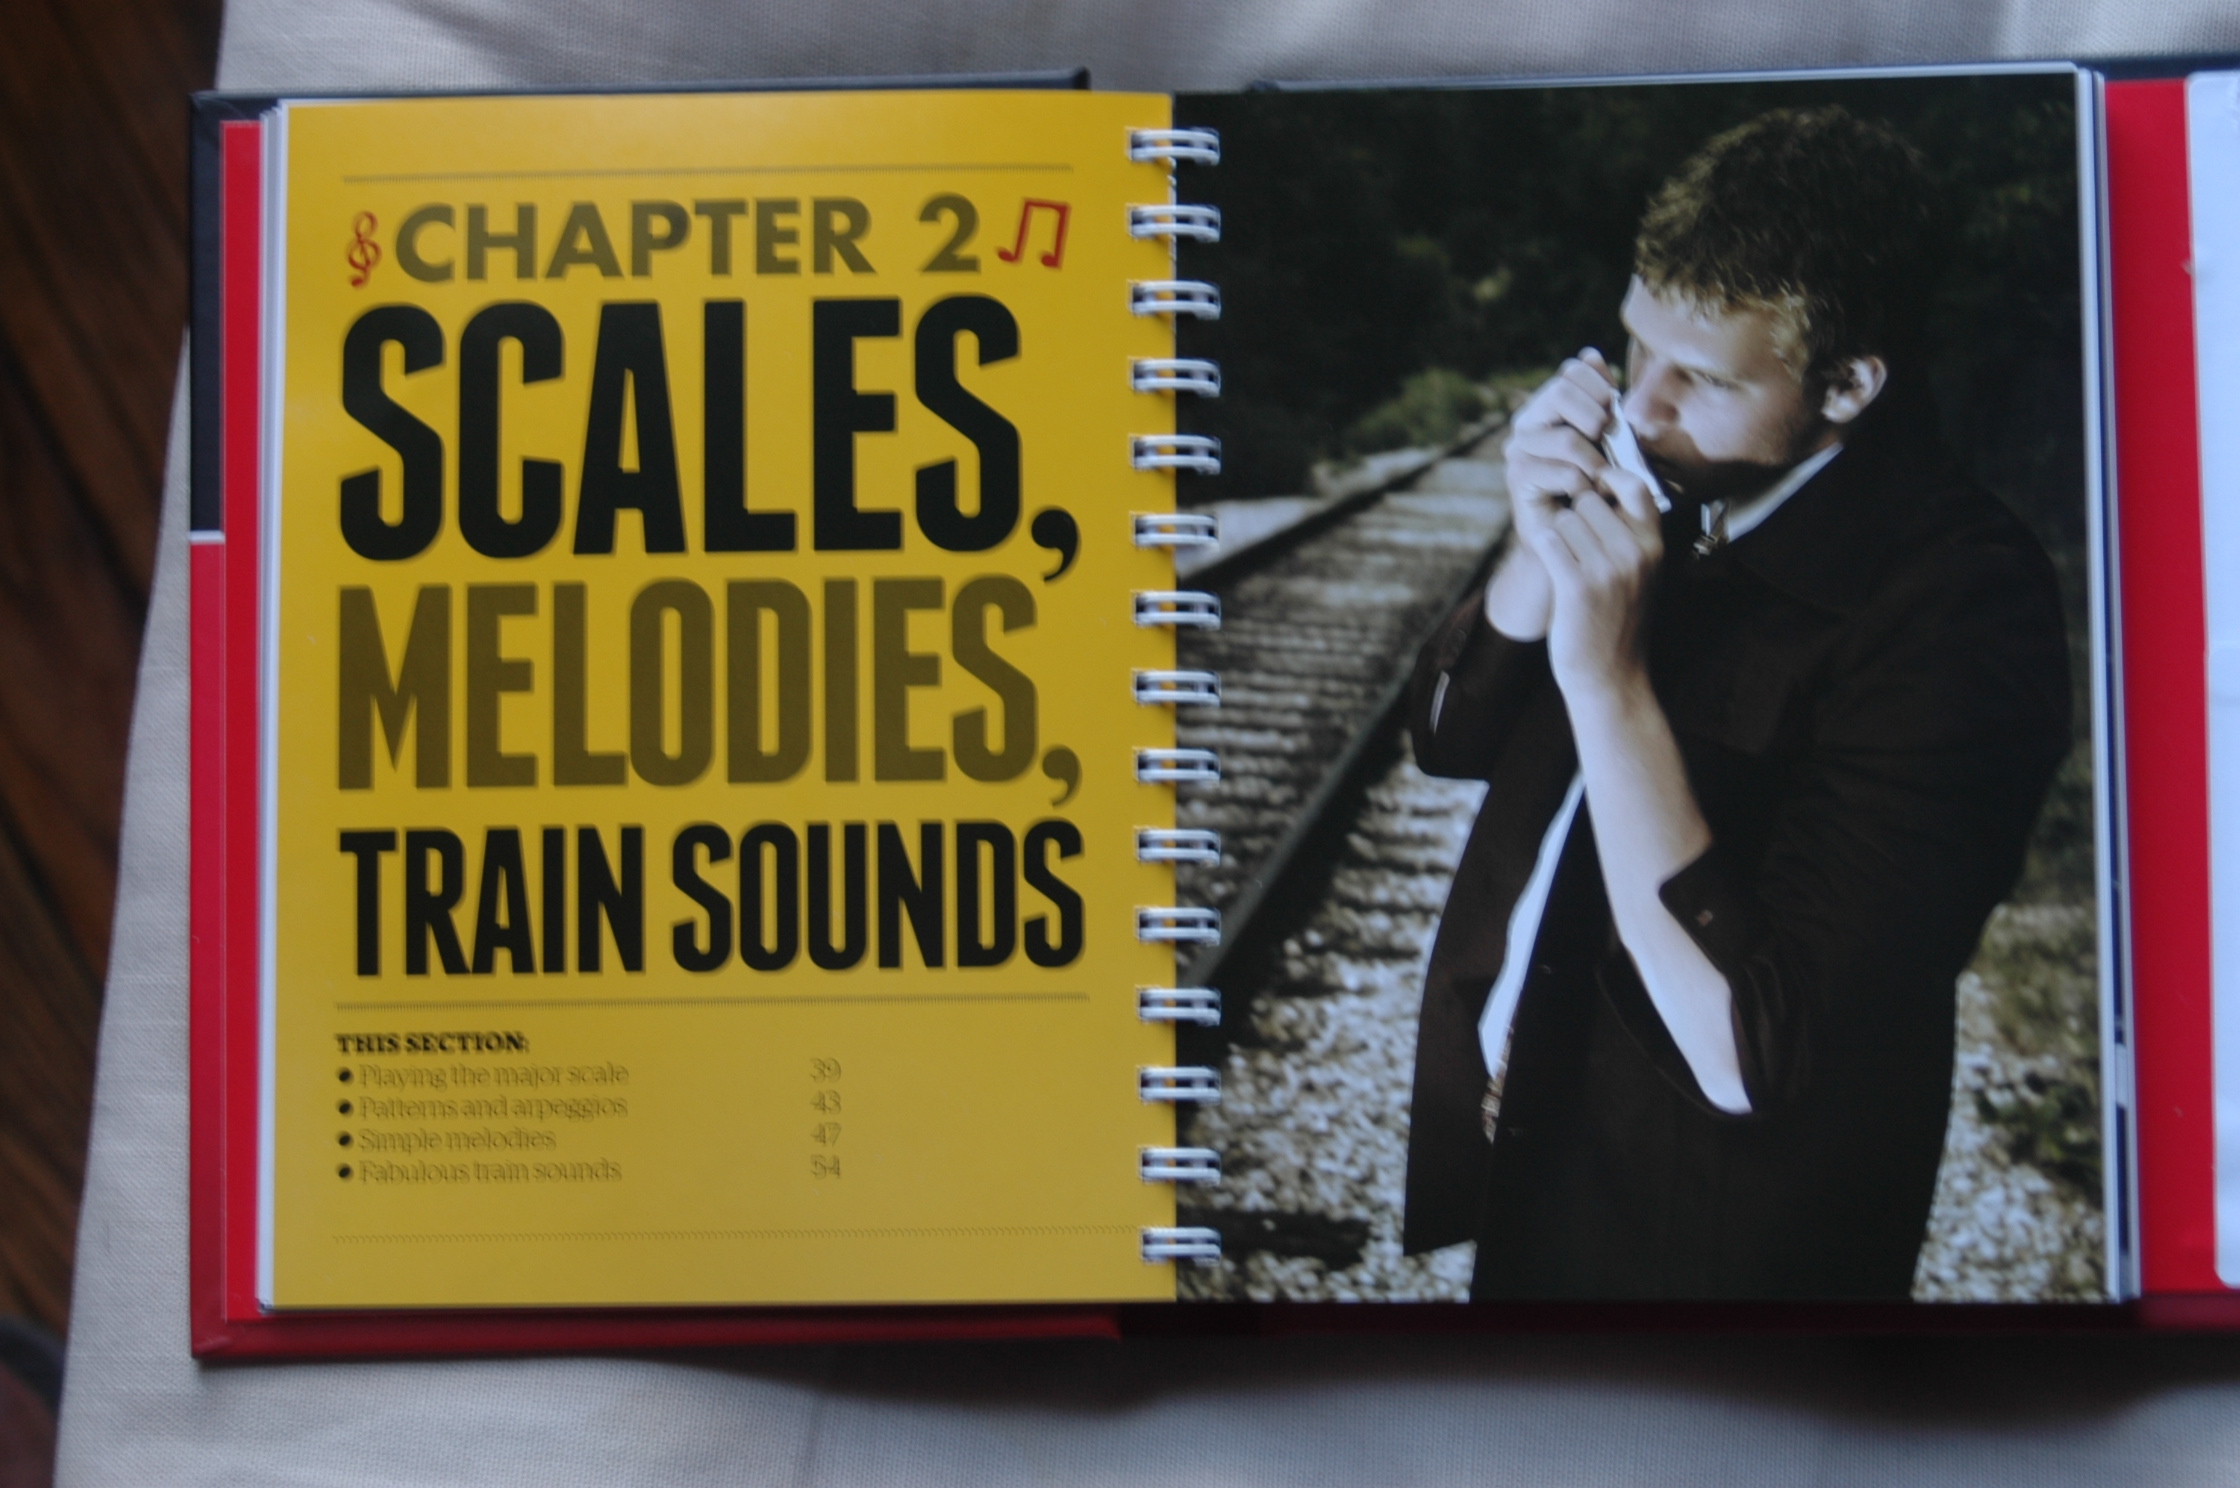 CHAPTER 2
SCALES,
MELODIES,
TRAIN SOUNDS
THIS SECTION:
• Playing the major scale 39
• Patterns and arpeggios 43
• Simple melodies 47
• Fabulous train sounds 54